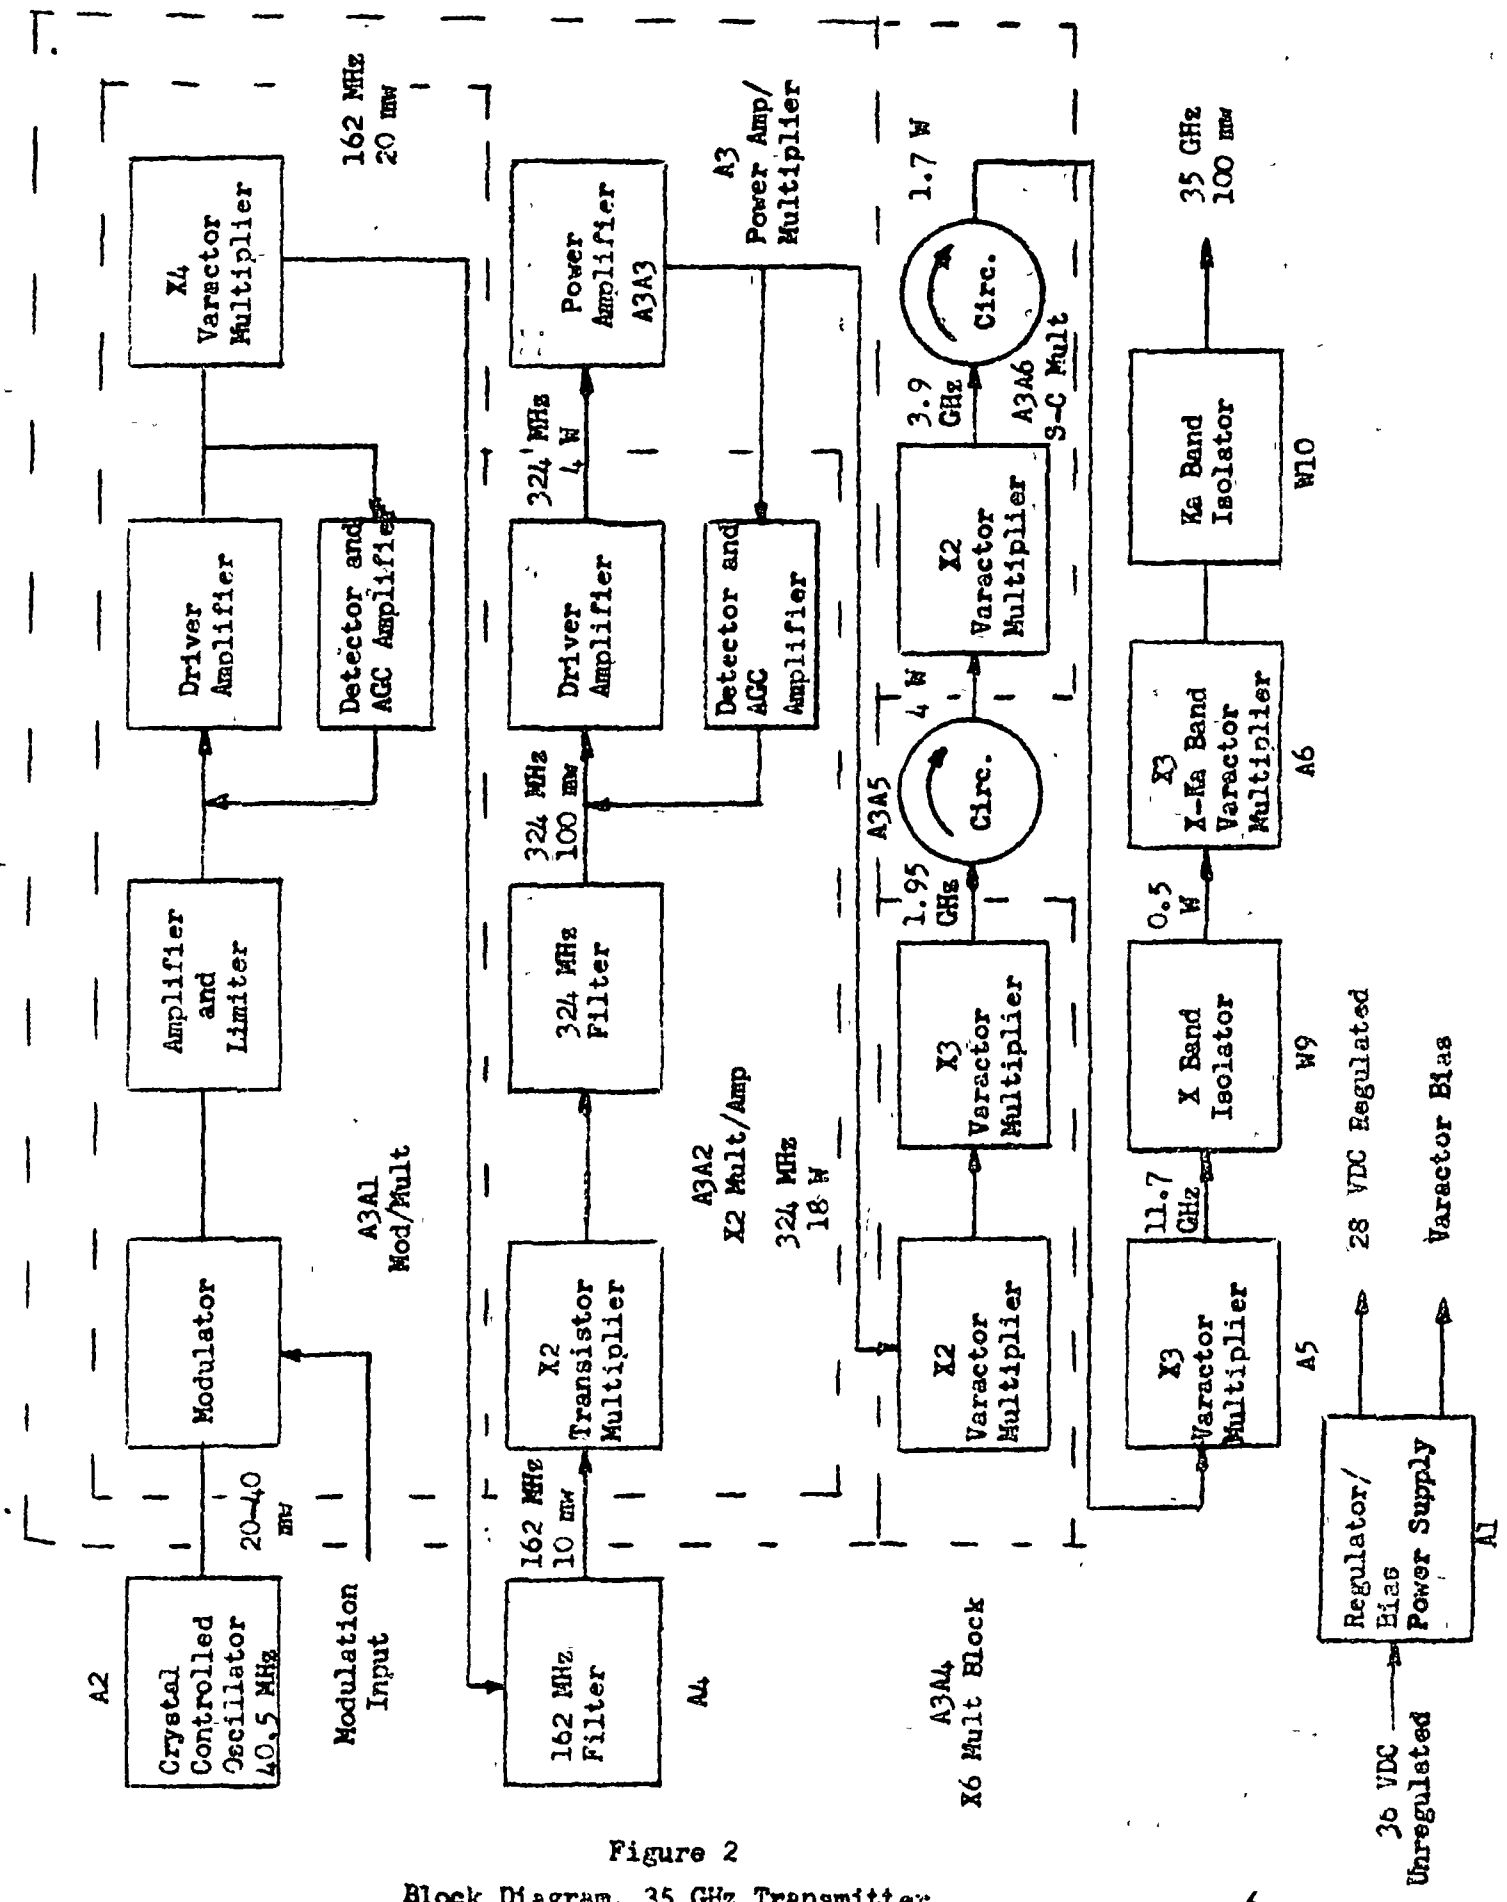 A2
Crystal
Controlled
Oscillator
40.5 MHz
20-40
mw
Modulation
Input
Modulator
A3A1
Mod/Mult
Amplifier
and
Limiter
Driver
Amplifier
Detector and
AGC Amplifier
X4
Varactor
Multiplier
162 MHz
20 mw
162 MHz
Filter
A4
162 MHz
10 mw
X2
Transistor
Multiplier
A3A2
X2 Mult/Amp
324 MHz
18 W
324 MHz
Filter
324 MHz
100 mw
Driver
Amplifier
Detector and
AGC
Amplifier
324 MHz
4 W
Power
Amplifier
A3A3
A3
Power Amp/
Multiplier
A3A4
X6 Mult Block
X2
Varactor
Multiplier
X3
Varactor
Multiplier
1.95
GHz
A3A5
Circ.
4 W
X2
Varactor
Multiplier
3.9
GHz
A3A6
S-C Mult
Circ.
1.7 W
X3
Varactor
Multiplier
A5
11.7
GHz
X Band
Isolator
W9
0.5
W
X3
X-Ka Band
Varactor
Multiplier
A6
Ka Band
Isolator
W10
35 GHz
100 mw
36 VDC
Unregulated
Regulator/
Bias
Power Supply
A1
28 VDC Regulated
Varactor Bias
Figure 2
Block Diagram, 35 GHz Transmitter